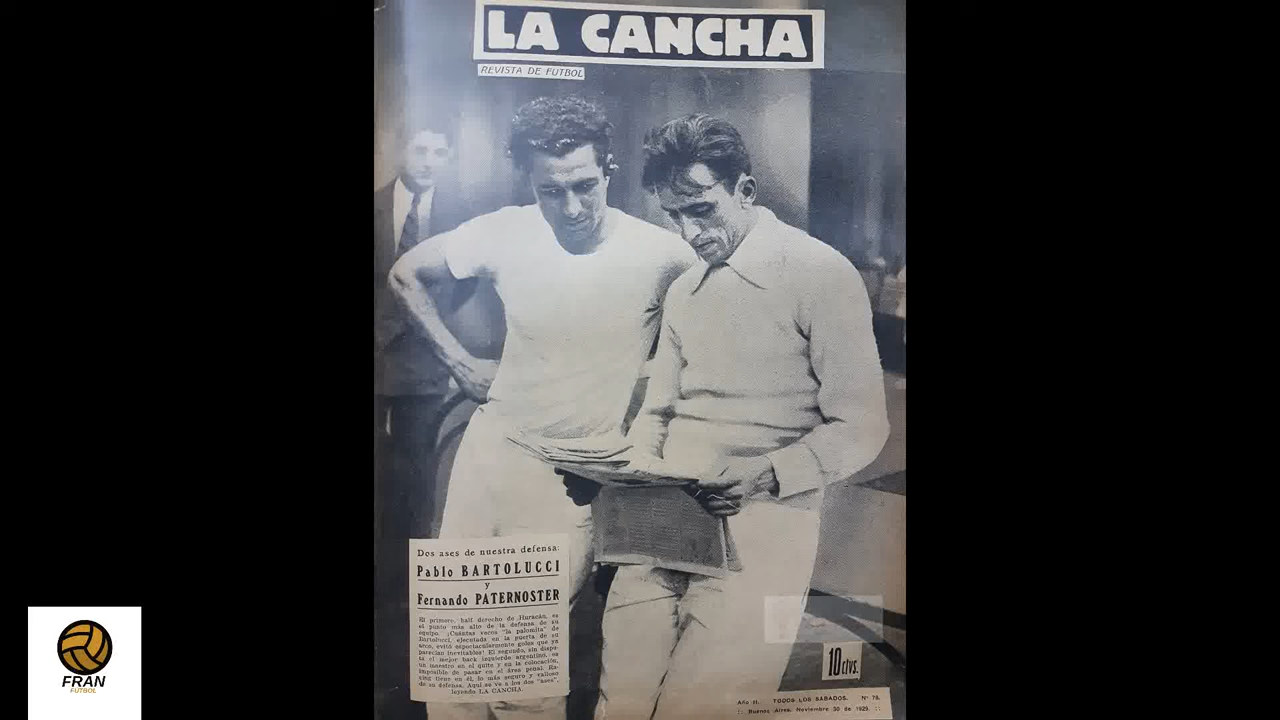 LA CANCHA
REVISTA DE FUTBOL
Dos ases de nuestra defensa:
Pablo BARTOLUCCI
y
Fernando PATERNOSTER
El primero, half derecho de Huracán, es
el punto más alto de la defensa de su
equipo. ¡Cuántas veces "la palomita" de
Bartolucci, ejecutada en la puerta de su
arco, evitó espectacularmente goles que ya
parecían inevitables! El segundo, sin dispu-
ta el mejor back izquierdo argentino, es
un maestro en el quite y en la colocación,
imposible de pasar en el área penal. Ra-
cing tiene en él, lo más seguro y valioso
de su defensa. Aquí se ve a los dos "ases",
leyendo LA CANCHA.
10 ctvs.
Año II. TODOS LOS SÁBADOS. Nº 78.
:: Buenos Aires, Noviembre 30 de 1929. ::
FRAN
FUTBOL